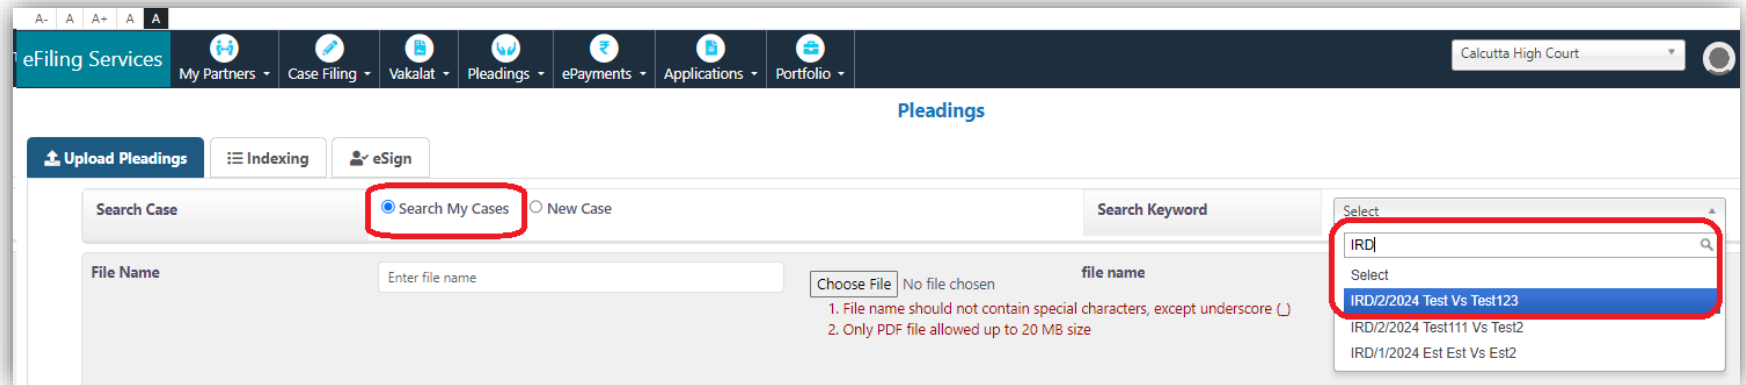 A- A A+ A A
eFiling Services My Partners Case Filing Vakalat Pleadings ePayments Applications Portfolio Calcutta High Court
Pleadings
Upload Pleadings Indexing eSign
Search Case Search My Cases New Case Search Keyword Select
IRD
File Name Enter file name Choose File No file chosen file name Select
1. File name should not contain special characters, except underscore (_) IRD/2/2024 Test Vs Test123
2. Only PDF file allowed up to 20 MB size IRD/2/2024 Test111 Vs Test2
IRD/1/2024 Est Est Vs Est2